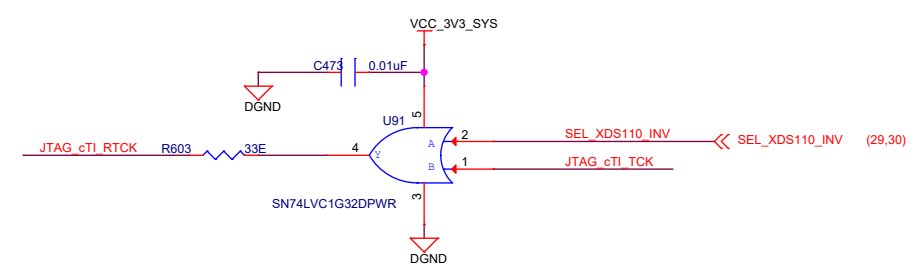 VCC_3V3_SYS
C473 0.01uF
DGND
5
U91
2
SEL_XDS110_INV
SEL_XDS110_INV (29,30)
A
JTAG_cTI_RTCK
R603 33E
4
Y
B
1
JTAG_cTI_TCK
3
SN74LVC1G32DPWR
DGND